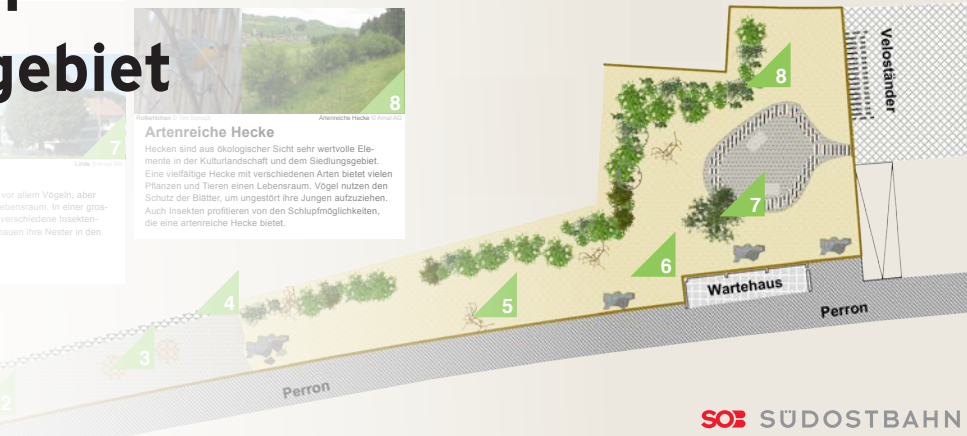 gebiet
7
Linde
vor allem Vögeln, aber
ebensraum. In einer gros-
verschiedene Insekten-
bauen ihre Nester in den
8
Rotkehlchen
Artenreiche Hecke © Arnal AG
Artenreiche Hecke
Hecken sind aus ökologischer Sicht sehr wertvolle Ele-
mente in der Kulturlandschaft und dem Siedlungsgebiet.
Eine vielfältige Hecke mit verschiedenen Arten bietet vielen
Pflanzen und Tieren einen Lebensraum. Vögel nutzen den
Schutz der Blätter, um ungestört ihre Jungen aufzuziehen.
Auch Insekten profitieren von den Schlupfmöglichkeiten,
die eine artenreiche Hecke bietet.
8
Veloständer
7
6
Wartehaus
Perron
5
4
3
2
Perron
SOB SÜDOSTBAHN